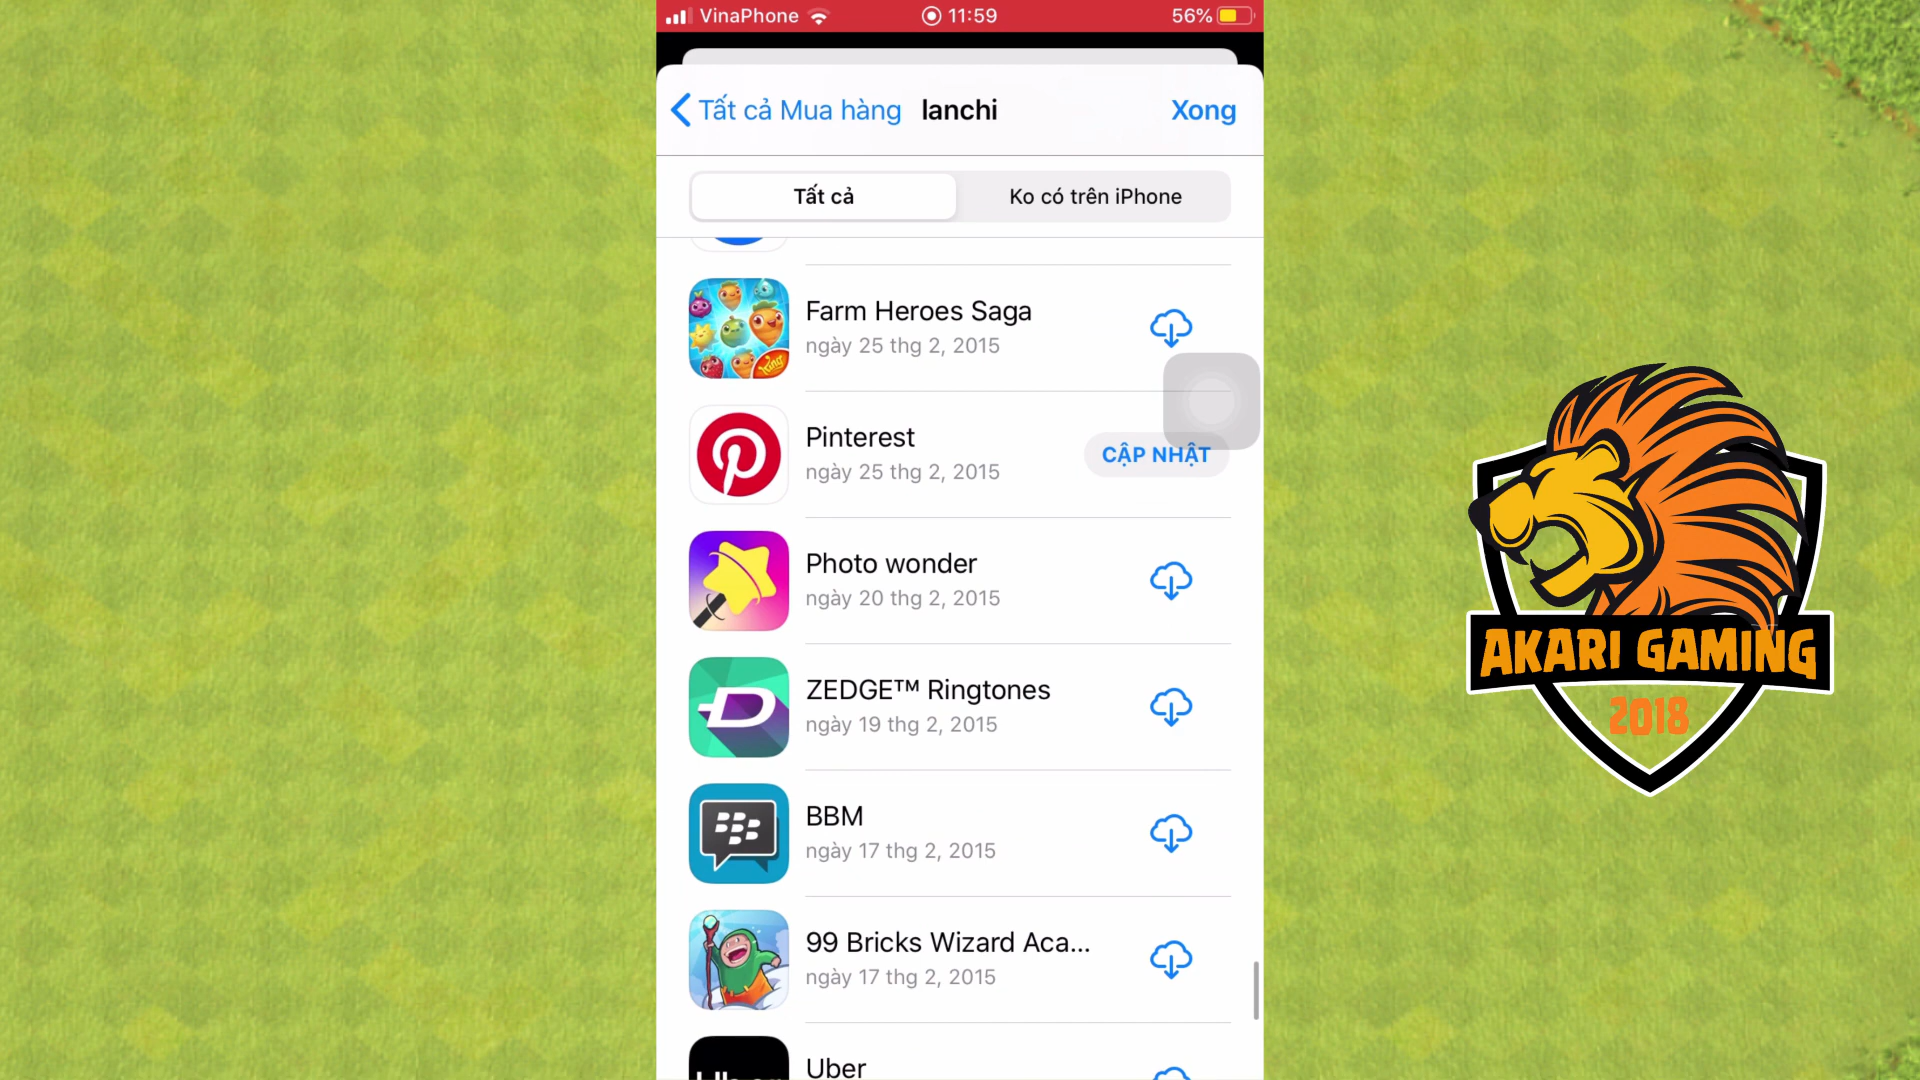 VinaPhone 11:59 56%
Tất cả Mua hàng lanchi Xong
Tất cả Ko có trên iPhone
Farm Heroes Saga
ngày 25 thg 2, 2015
King
Pinterest
ngày 25 thg 2, 2015
CẬP NHẬT
Photo wonder
ngày 20 thg 2, 2015
ZEDGE™ Ringtones
ngày 19 thg 2, 2015
BBM
ngày 17 thg 2, 2015
99 Bricks Wizard Aca...
ngày 17 thg 2, 2015
Uber
AKARI GAMING
2018